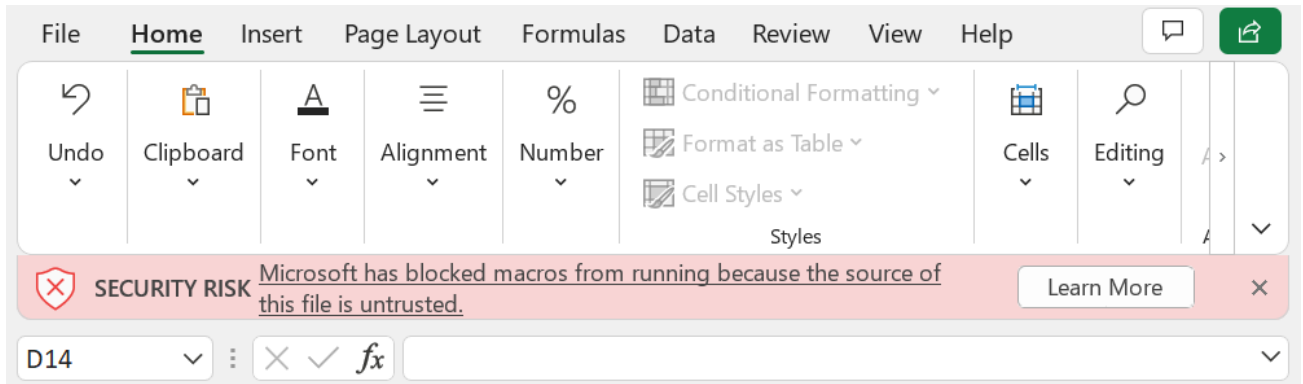 File Home Insert Page Layout Formulas Data Review View Help
Conditional Formatting
Undo Clipboard Font Alignment Number Format as Table Cells Editing
Cell Styles
Styles
SECURITY RISK Microsoft has blocked macros from running because the source of
this file is untrusted. Learn More
D14 fx